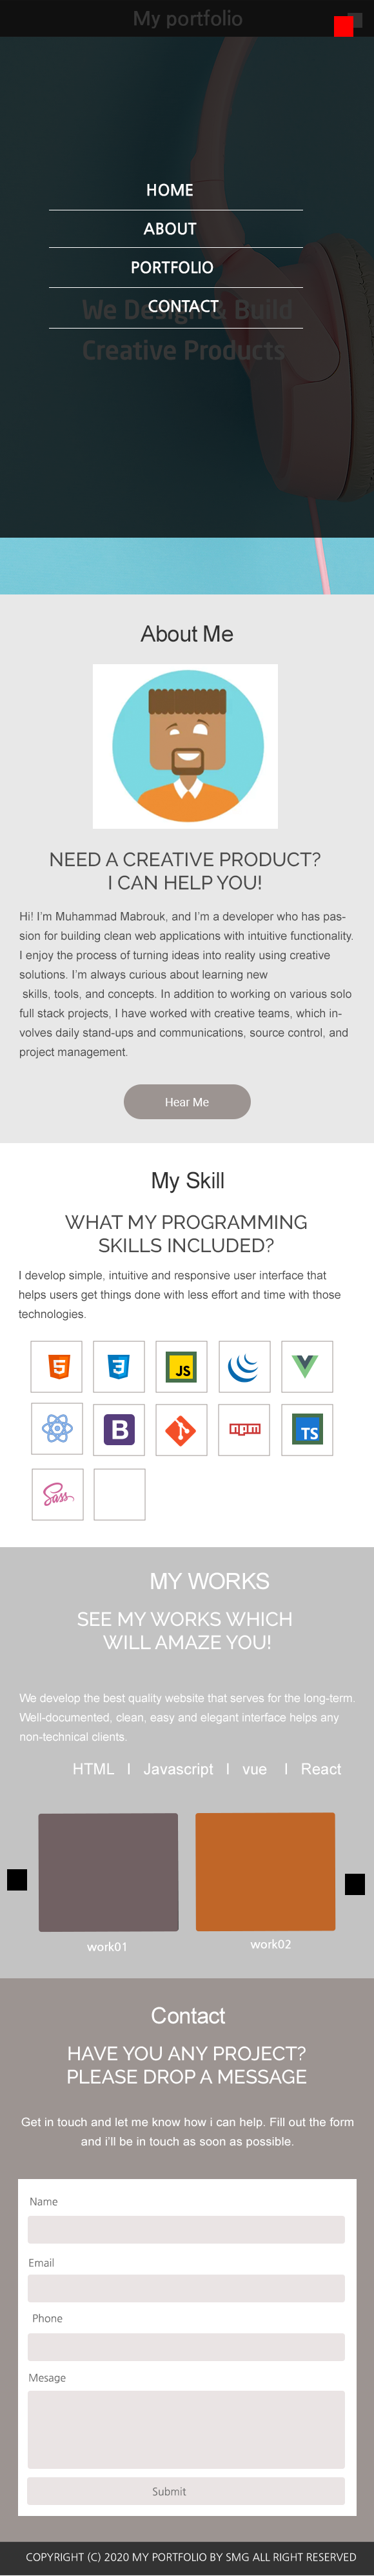 My portfolio
HOME
ABOUT
PORTFOLIO
CONTACT
We Design & Build
Creative Products
About Me
NEED A CREATIVE PRODUCT?
I CAN HELP YOU!
Hi! I'm Muhammad Mabrouk, and I'm a developer who has pas-
sion for building clean web applications with intuitive functionality.
I enjoy the process of turning ideas into reality using creative
solutions. I'm always curious about learning new
skills, tools, and concepts. In addition to working on various solo
full stack projects, I have worked with creative teams, which in-
volves daily stand-ups and communications, source control, and
project management.
Hear Me
My Skill
WHAT MY PROGRAMMING
SKILLS INCLUDED?
I develop simple, intuitive and responsive user interface that
helps users get things done with less effort and time with those
technologies.
5 3 JS
B npm TS
Sass
MY WORKS
SEE MY WORKS WHICH
WILL AMAZE YOU!
We develop the best quality website that serves for the long-term.
Well-documented, clean, easy and elegant interface helps any
non-technical clients.
HTML I Javascript I vue I React
work01 work02
Contact
HAVE YOU ANY PROJECT?
PLEASE DROP A MESSAGE
Get in touch and let me know how i can help. Fill out the form
and i'll be in touch as soon as possible.
Name
Email
Phone
Mesage
Submit
COPYRIGHT (C) 2020 MY PORTFOLIO BY SMG ALL RIGHT RESERVED